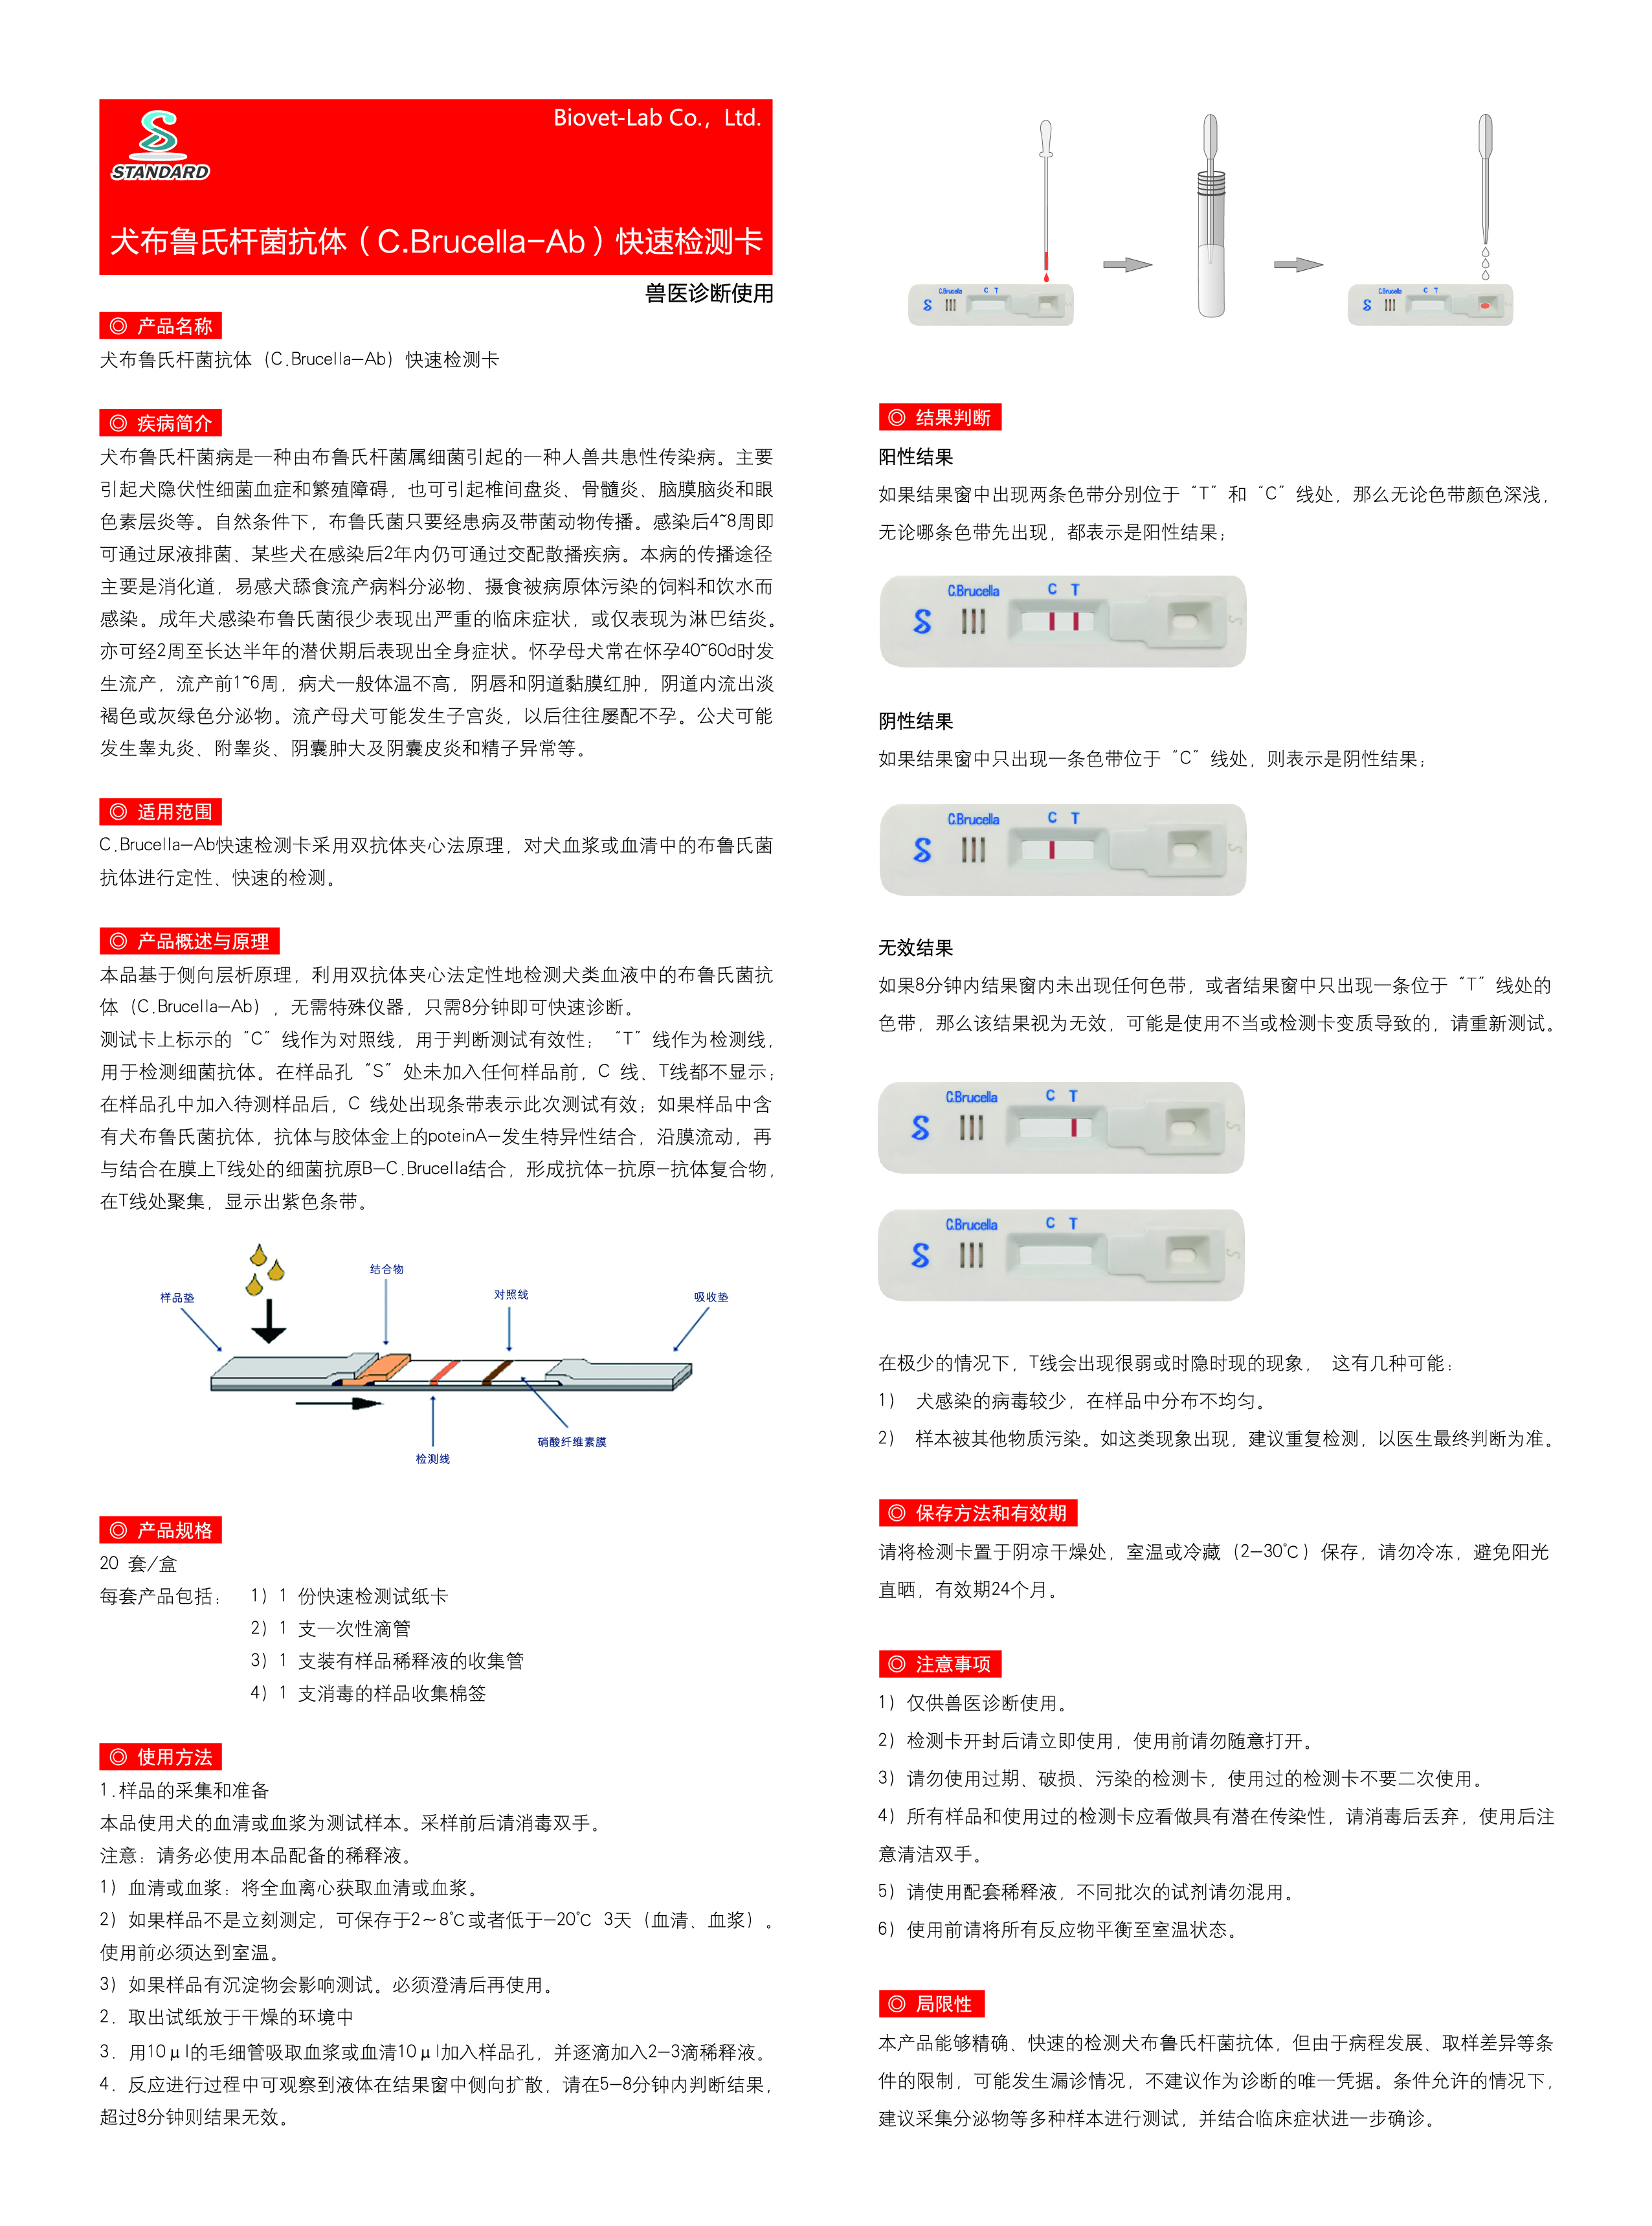 STANDARD
Biovet-Lab Co., Ltd.
犬布鲁氏杆菌抗体（C.Brucella-Ab）快速检测卡
兽医诊断使用
◎ 产品名称
犬布鲁氏杆菌抗体（C.Brucella-Ab）快速检测卡
◎ 疾病简介
犬布鲁氏杆菌病是一种由布鲁氏杆菌属细菌引起的一种人兽共患性传染病。主要
引起犬隐伏性细菌血症和繁殖障碍，也可引起椎间盘炎、骨髓炎、脑膜脑炎和眼
色素层炎等。自然条件下，布鲁氏菌只要经患病及带菌动物传播。感染后4~8周即
可通过尿液排菌、某些犬在感染后2年内仍可通过交配散播疾病。本病的传播途径
主要是消化道，易感犬舔食流产病料分泌物、摄食被病原体污染的饲料和饮水而
感染。成年犬感染布鲁氏菌很少表现出严重的临床症状，或仅表现为淋巴结炎。
亦可经2周至长达半年的潜伏期后表现出全身症状。怀孕母犬常在怀孕40~60d时发
生流产，流产前1~6周，病犬一般体温不高，阴唇和阴道黏膜红肿，阴道内流出淡
褐色或灰绿色分泌物。流产母犬可能发生子宫炎，以后往往屡配不孕。公犬可能
发生睾丸炎、附睾炎、阴囊肿大及阴囊皮炎和精子异常等。
◎ 适用范围
C.Brucella-Ab快速检测卡采用双抗体夹心法原理，对犬血浆或血清中的布鲁氏菌
抗体进行定性、快速的检测。
◎ 产品概述与原理
本品基于侧向层析原理，利用双抗体夹心法定性地检测犬类血液中的布鲁氏菌抗
体（C.Brucella-Ab），无需特殊仪器，只需8分钟即可快速诊断。
测试卡上标示的“C”线作为对照线，用于判断测试有效性；“T”线作为检测线，
用于检测细菌抗体。在样品孔“S”处未加入任何样品前，C 线、T线都不显示；
在样品孔中加入待测样品后，C 线处出现条带表示此次测试有效；如果样品中含
有犬布鲁氏菌抗体，抗体与胶体金上的poteinA-发生特异性结合，沿膜流动，再
与结合在膜上T线处的细菌抗原B-C.Brucella结合，形成抗体-抗原-抗体复合物，
在T线处聚集，显示出紫色条带。
结合物
样品垫
对照线
吸收垫
硝酸纤维素膜
检测线
◎ 产品规格
20 套/盒
每套产品包括： 1）1 份快速检测试纸卡
2）1 支一次性滴管
3）1 支装有样品稀释液的收集管
4）1 支消毒的样品收集棉签
◎ 使用方法
1.样品的采集和准备
本品使用犬的血清或血浆为测试样本。采样前后请消毒双手。
注意：请务必使用本品配备的稀释液。
1）血清或血浆：将全血离心获取血清或血浆。
2）如果样品不是立刻测定，可保存于2~8℃或者低于-20℃ 3天（血清、血浆）。
使用前必须达到室温。
3）如果样品有沉淀物会影响测试。必须澄清后再使用。
2. 取出试纸放于干燥的环境中
3. 用10μl的毛细管吸取血浆或血清10μl加入样品孔，并逐滴加入2-3滴稀释液。
4. 反应进行过程中可观察到液体在结果窗中侧向扩散，请在5-8分钟内判断结果，
超过8分钟则结果无效。
C.Brucella C T S
C.Brucella C T S
◎ 结果判断
阳性结果
如果结果窗中出现两条色带分别位于“T”和“C”线处，那么无论色带颜色深浅，
无论哪条色带先出现，都表示是阳性结果；
C.Brucella C T
S S
阴性结果
如果结果窗中只出现一条色带位于“C”线处，则表示是阴性结果；
C.Brucella C T
S S
无效结果
如果8分钟内结果窗内未出现任何色带，或者结果窗中只出现一条位于“T”线处的
色带，那么该结果视为无效，可能是使用不当或检测卡变质导致的，请重新测试。
C.Brucella C T
S S
C.Brucella C T
S S
在极少的情况下，T线会出现很弱或时隐时现的现象， 这有几种可能：
1） 犬感染的病毒较少，在样品中分布不均匀。
2） 样本被其他物质污染。如这类现象出现，建议重复检测，以医生最终判断为准。
◎ 保存方法和有效期
请将检测卡置于阴凉干燥处，室温或冷藏（2-30℃）保存，请勿冷冻，避免阳光
直晒，有效期24个月。
◎ 注意事项
1）仅供兽医诊断使用。
2）检测卡开封后请立即使用，使用前请勿随意打开。
3）请勿使用过期、破损、污染的检测卡，使用过的检测卡不要二次使用。
4）所有样品和使用过的检测卡应看做具有潜在传染性，请消毒后丢弃，使用后注
意清洁双手。
5）请使用配套稀释液，不同批次的试剂请勿混用。
6）使用前请将所有反应物平衡至室温状态。
◎ 局限性
本产品能够精确、快速的检测犬布鲁氏杆菌抗体，但由于病程发展、取样差异等条
件的限制，可能发生漏诊情况，不建议作为诊断的唯一凭据。条件允许的情况下，
建议采集分泌物等多种样本进行测试，并结合临床症状进一步确诊。